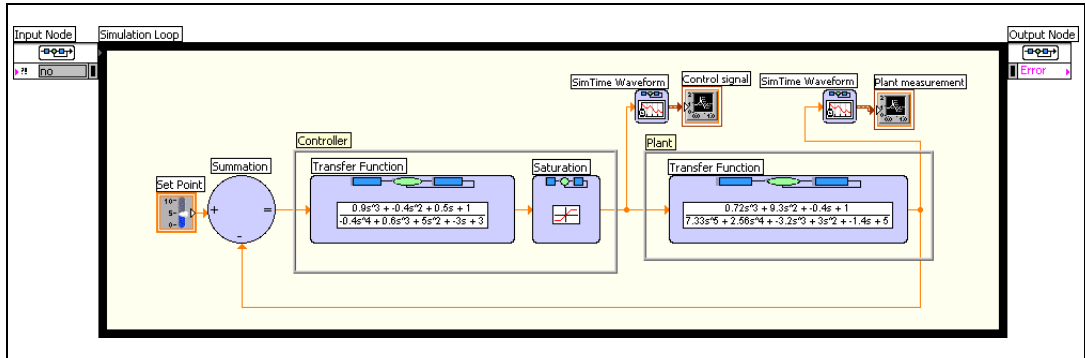 Input Node
Simulation Loop
Output Node
no
Error
SimTime Waveform
Control signal
SimTime Waveform
Plant measurement
Controller
Plant
Summation
Transfer Function
Saturation
Transfer Function
Set Point
10-
5-
0-
+
=
-
0.9s^3 + -0.4s^2 + 0.5s + 1
-0.4s^4 + 0.6s^3 + 5s^2 + -3s + 3
0.72s^3 + 9.3s^2 + -0.4s + 1
7.33s^5 + 2.56s^4 + -3.2s^3 + 3s^2 + -1.4s + 5